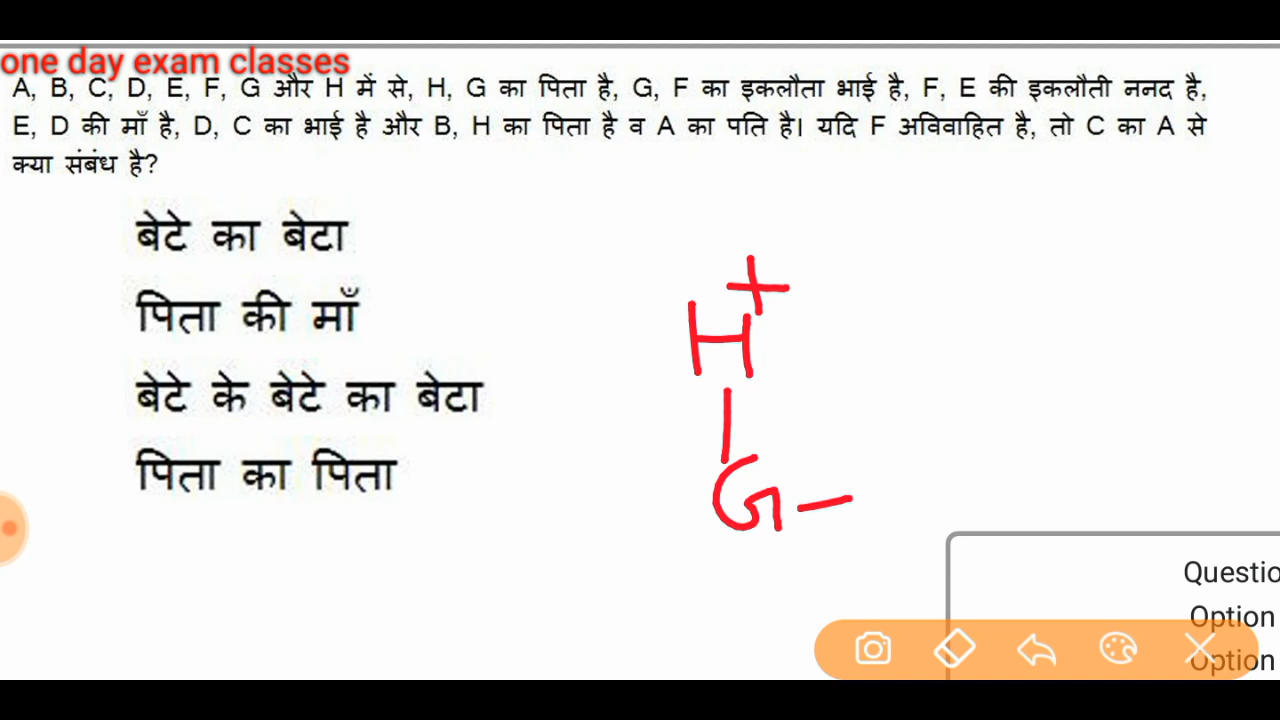 one day exam classes
A, B, C, D, E, F, G और H में से, H, G का पिता है, G, F का इकलौता भाई है, F, E की इकलौती ननद है,
E, D की माँ है, D, C का भाई है और B, H का पिता है व A का पति है। यदि F अविवाहित है, तो C का A से
क्या संबंध है?
बेटे का बेटा
पिता की माँ
बेटे के बेटे का बेटा
पिता का पिता
+
H
G –
Questio
Option
Option